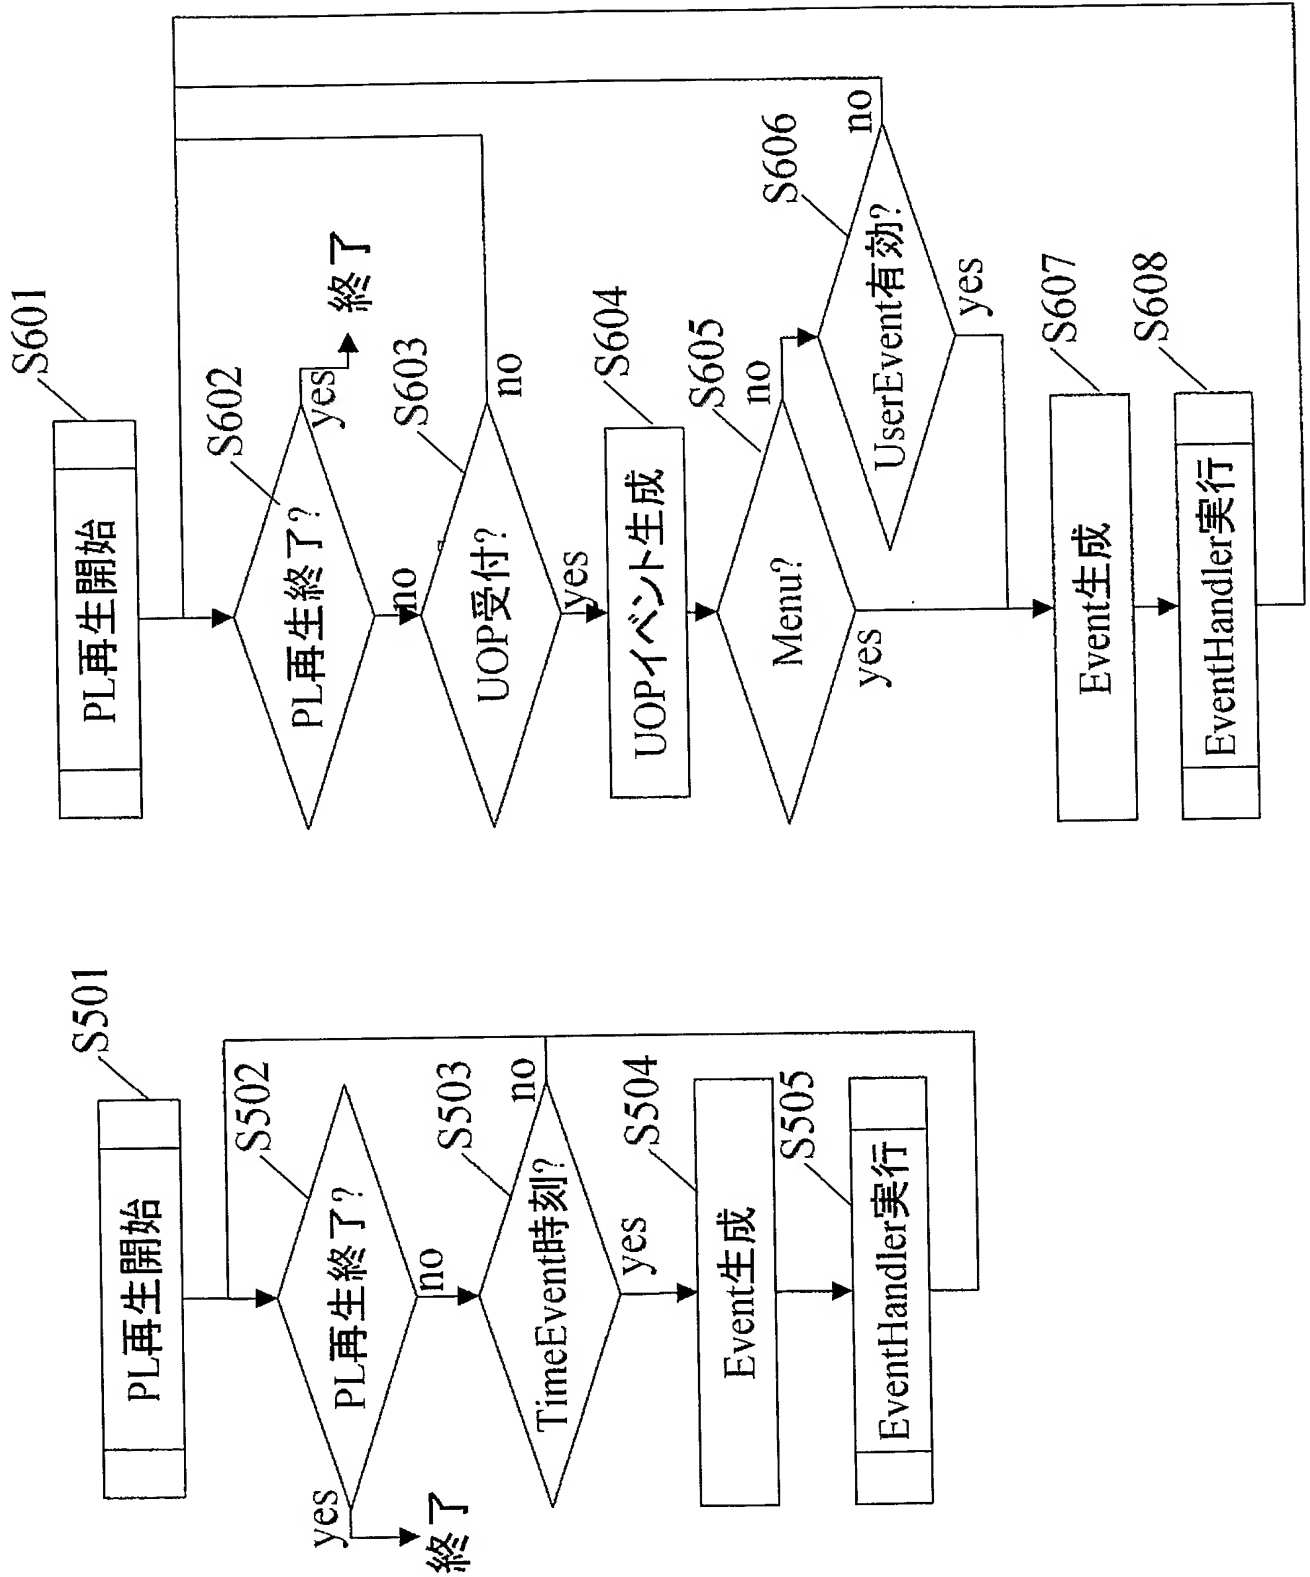 S501
PL再生開始
S502
PL再生終了?
yes
終了
no
S503
TimeEvent時刻?
no
yes
S504
Event生成
S505
EventHandler実行
S601
PL再生開始
S602
PL再生終了?
yes
終了
no
S603
UOP受付?
no
yes
S604
UOPイベント生成
S605
Menu?
no
yes
S606
UserEvent有効?
no
yes
S607
Event生成
S608
EventHandler実行